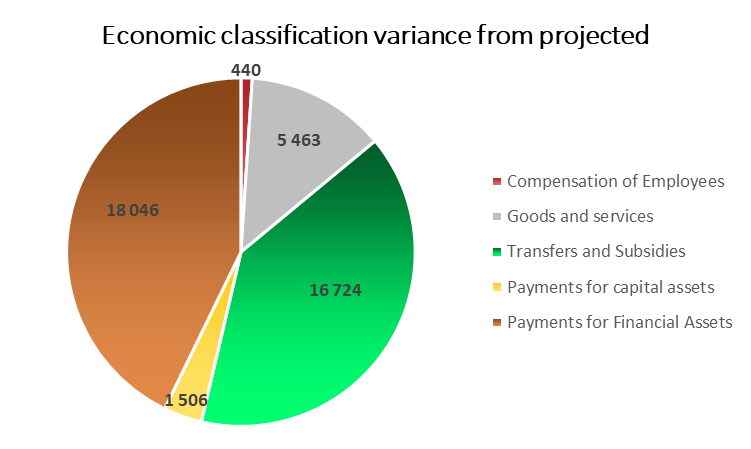 Economic classification variance from projected
440
5 463
18 046
16 724
1 506
Compensation of Employees
Goods and services
Transfers and Subsidies
Payments for capital assets
Payments for Financial Assets